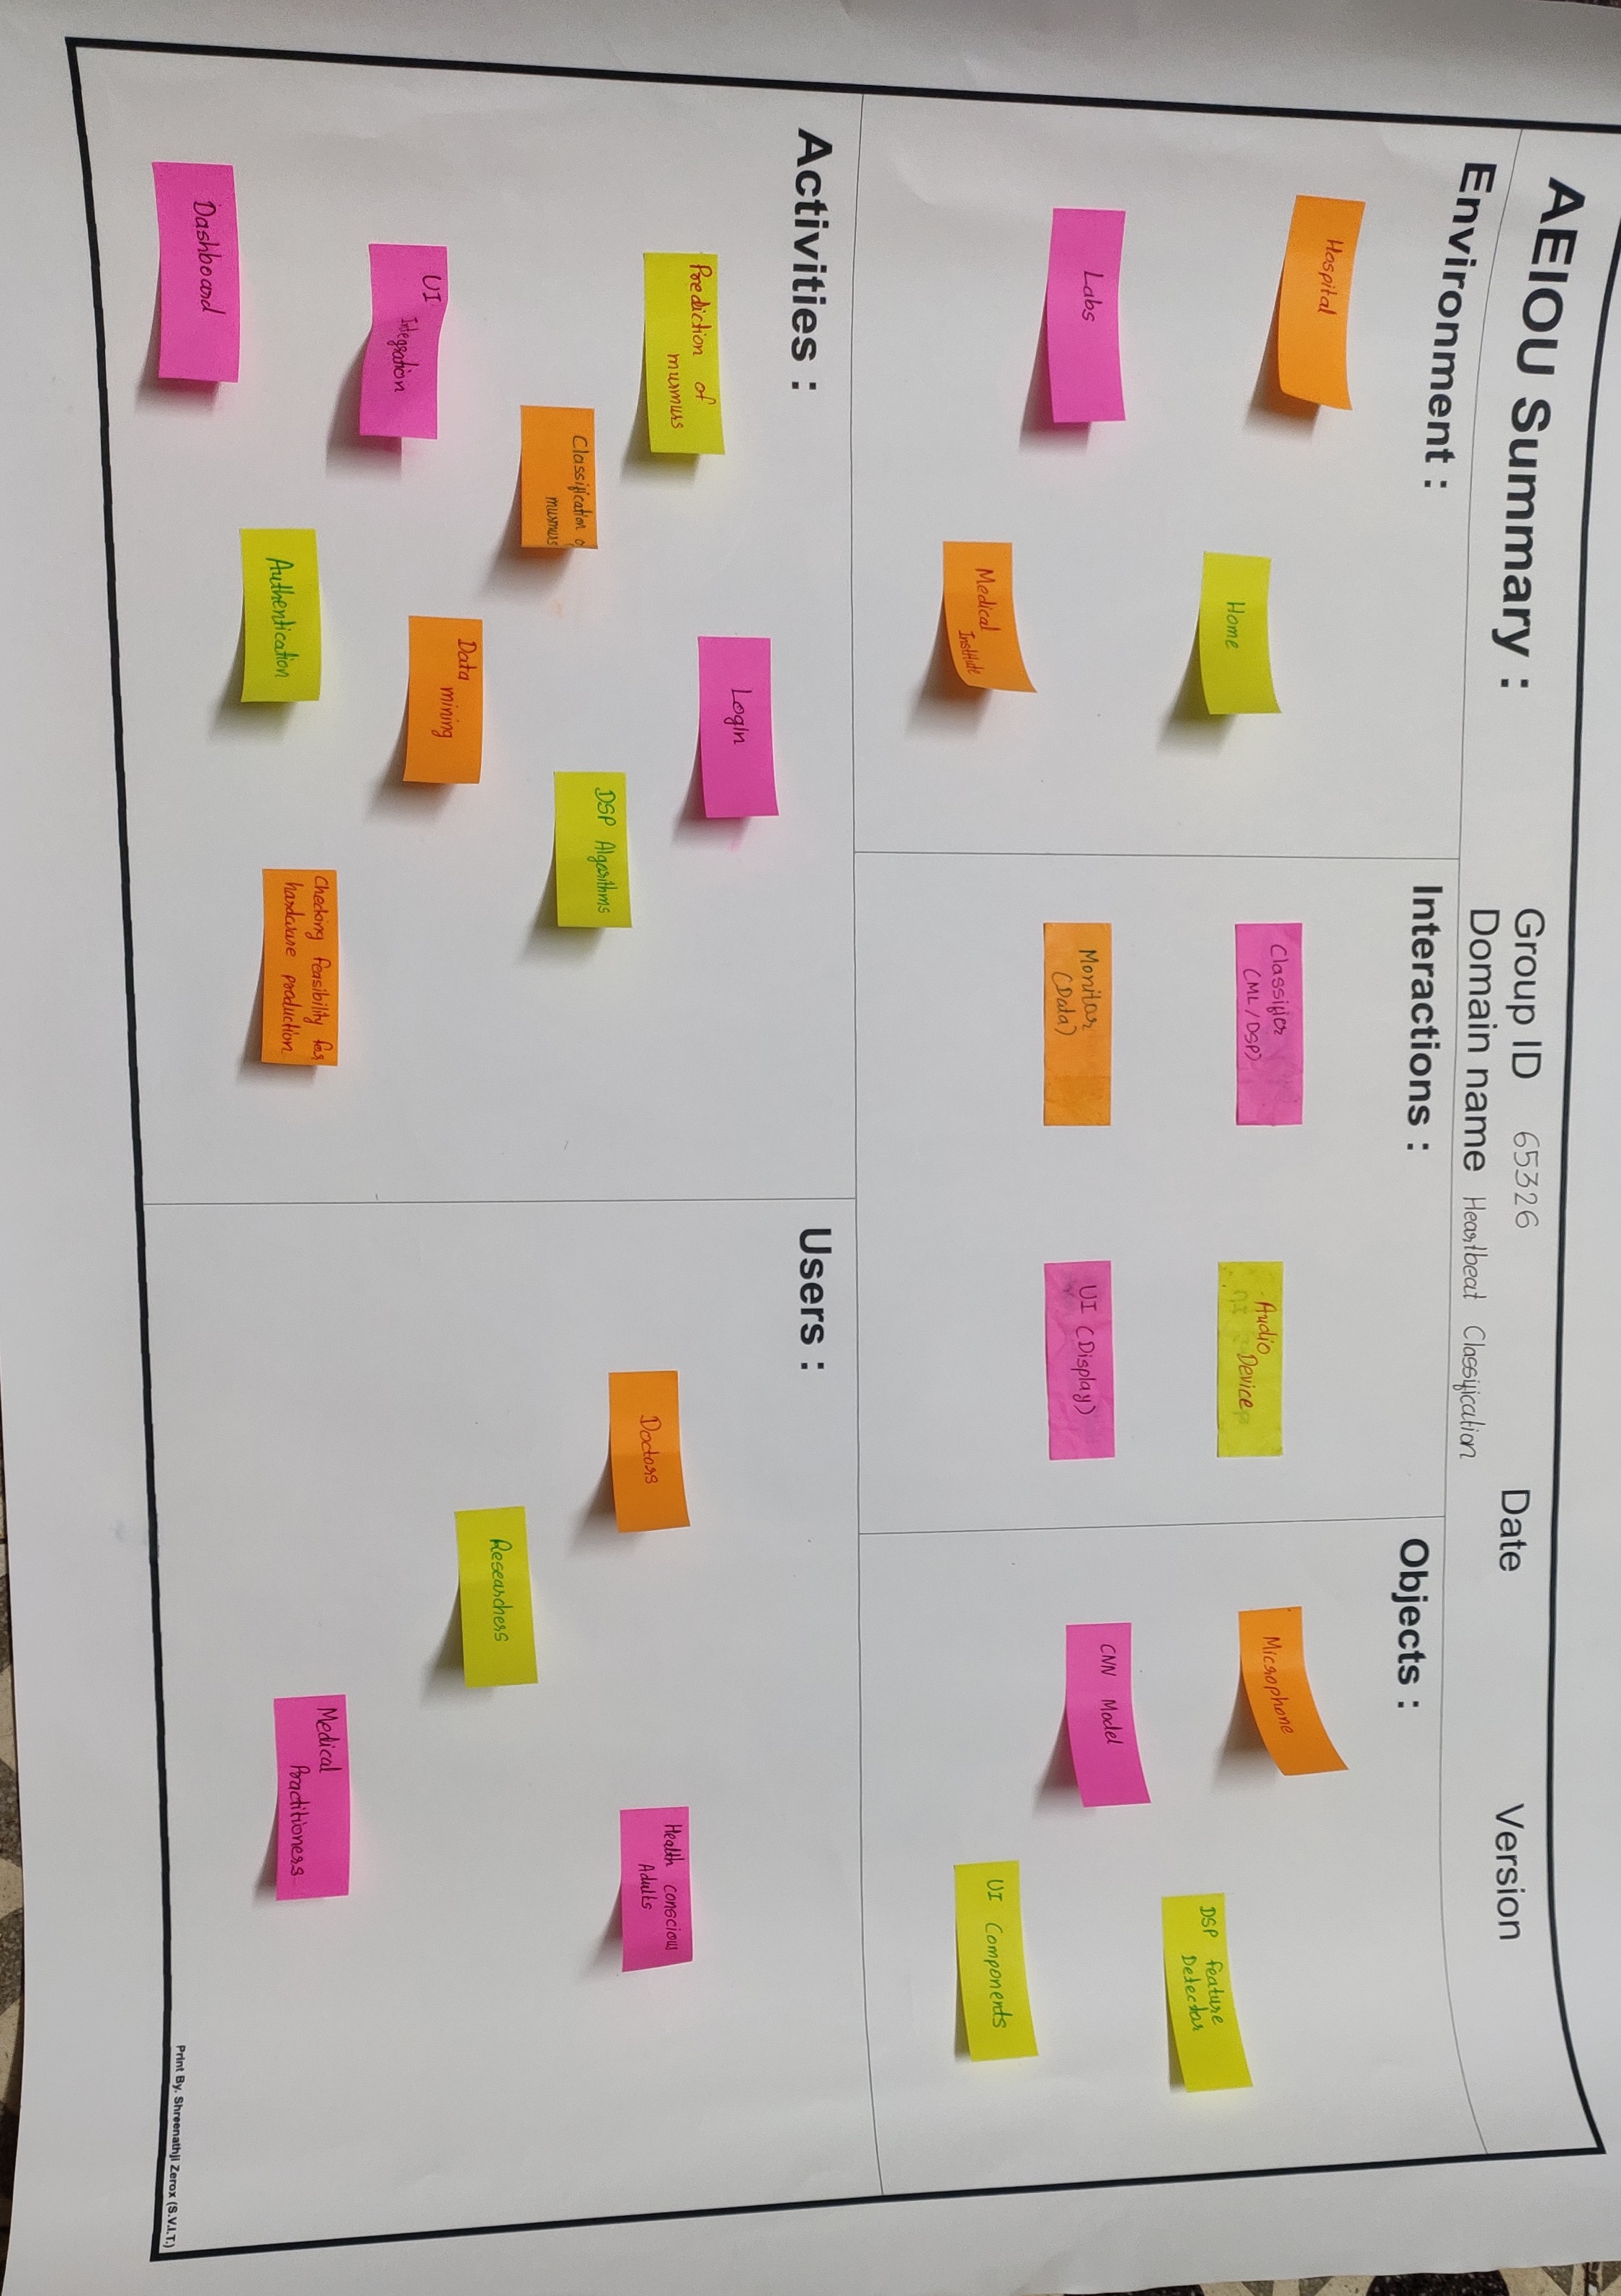 AEIOU Summary :
Group ID 65326
Date
Version
Domain name Heartbeat Classification
Environment :
Hospital
Home
Labs
Medical
Institute
Interactions :
Classifier
(ML/DSP)
Audio
Device
Monitor
(Data)
UI (Display)
Objects :
Microphone
DSP feature
Detector
CNN Model
UI Components
Activities :
Prediction of
murmurs
Login
Classification of
murmurs
DSP Algorithms
UI
Integration
Data
mining
Dashboard
Authentication
Checking feasibility for
hardware production
Users :
Doctors
Health conscious
Adults
Researchers
Medical
Practitioners
Print By. Shreenathji Zerox (S.V.I.T.)